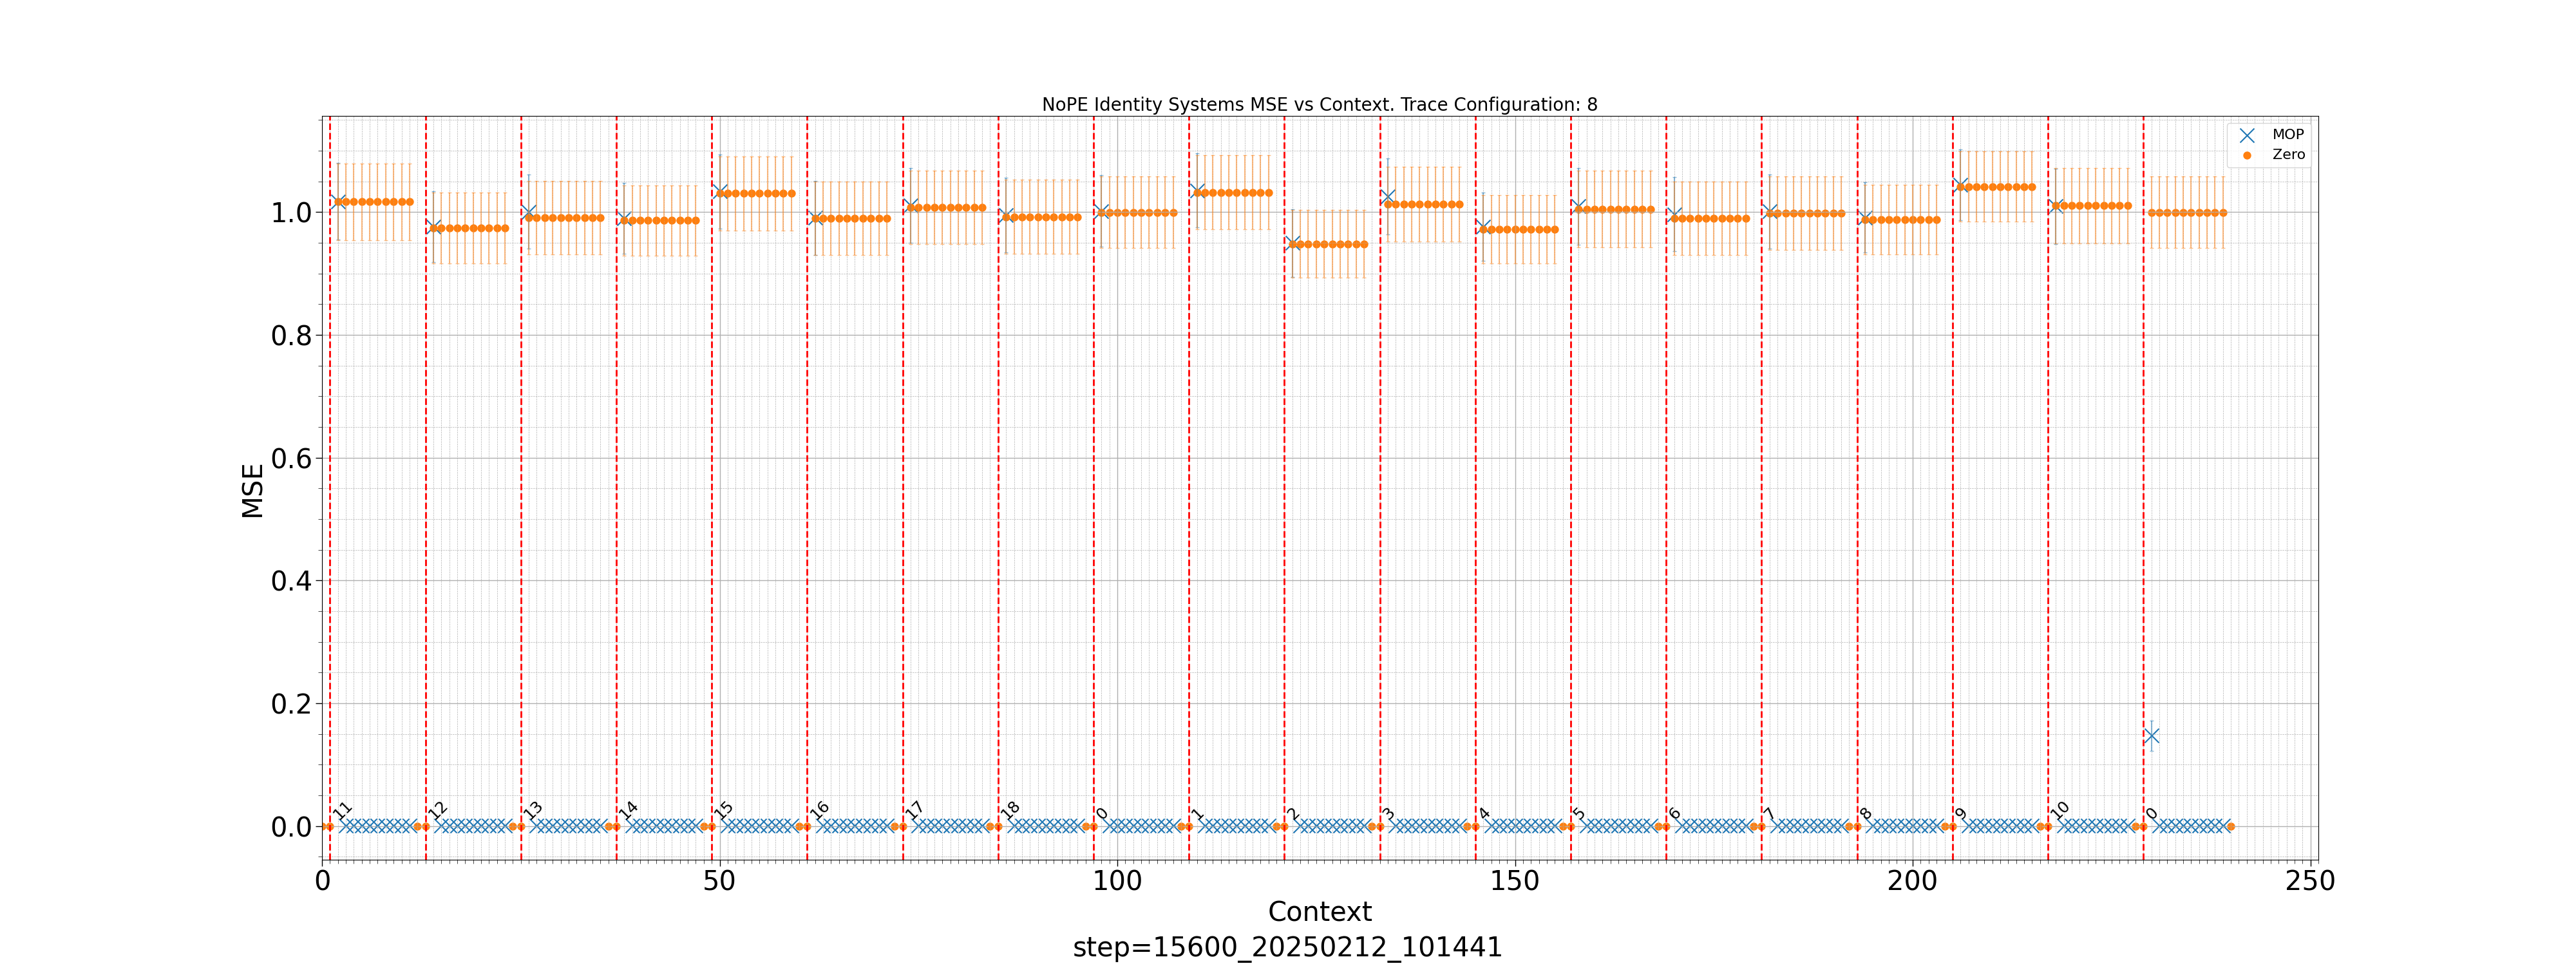 NoPE Identity Systems MSE vs Context. Trace Configuration: 8
MOP
Zero
MSE
1.0
0.8
0.6
0.4
0.2
0.0
11 12 13 14 15 16 17 18 0 1 2 3 4 5 6 7 8 9 10 0
0 50 100 150 200 250
Context
step=15600_20250212_101441